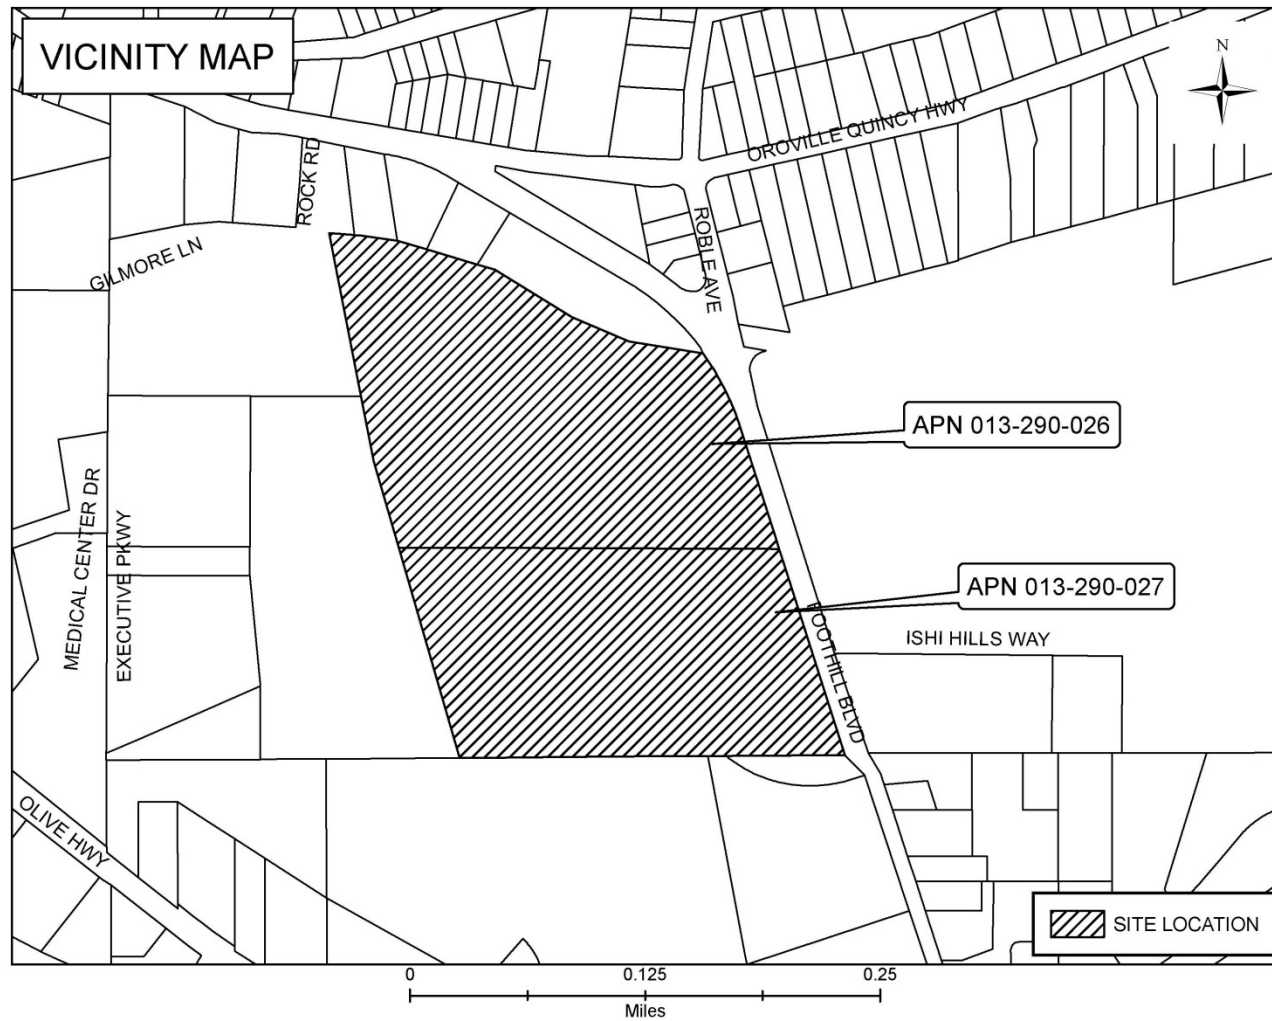 VICINITY MAP
N
OROVILLE QUINCY HWY
ROCK RD
ROBLE AVE
GILMORE LN
APN 013-290-026
MEDICAL CENTER DR
EXECUTIVE PKWY
APN 013-290-027
ISHI HILLS WAY
FOOTHILL BLVD
OLIVE HWY
SITE LOCATION
0 0.125 0.25
Miles